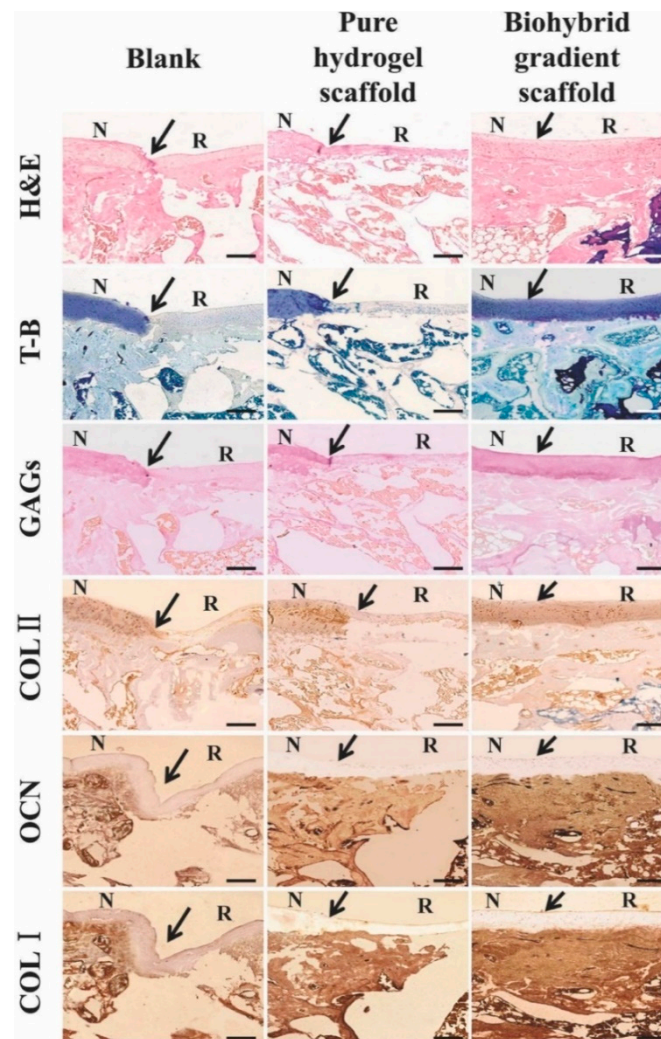 Blank
Pure
hydrogel
scaffold
Biohybrid
gradient
scaffold
H&E
N R
N R
N R
T-B
N R
N R
N R
GAGs
N R
N R
N R
COL II
N R
N R
N R
OCN
N R
N R
N R
COL I
N R
N R
N R